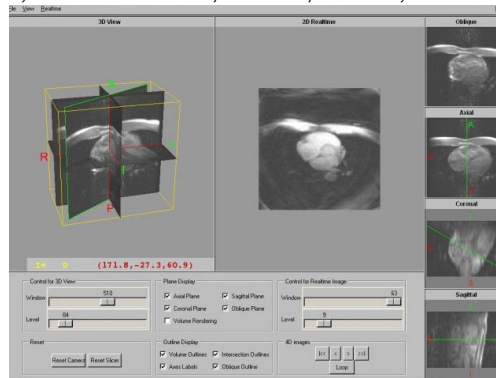 File View Realtime
3D View
2D Realtime
Oblique
Axial
Coronal
Sagittal
A
R
P
A
t= 0 (171.8,-27.3,60.9)
Control for 3D View
Window 518
Level 84
Plane Display
Axial Plane Sagittal Plane
Coronal Plane Oblique Plane
Volume Rendering
Control for Realtime Image
Window 63
Level 9
Reset
Reset Camera Reset Slicer
Outline Display
Volume Outlines Intersection Outlines
Axes Labels Oblique Outline
4D images
|<< < > >>|
Loop